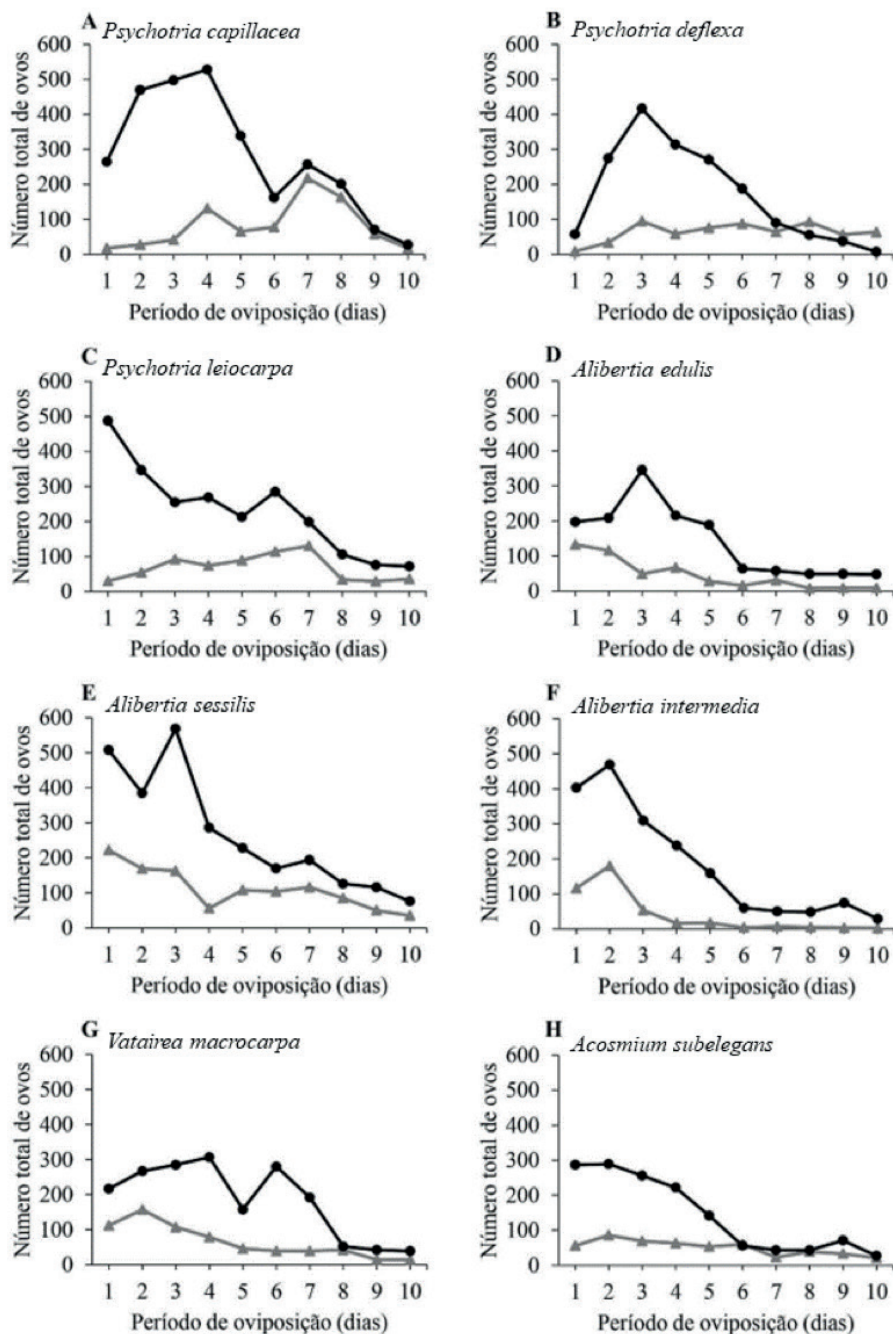 A Psychotria capillacea
Número total de ovos
600
500
400
300
200
100
0
1 2 3 4 5 6 7 8 9 10
Período de oviposição (dias)
B Psychotria deflexa
Número total de ovos
600
500
400
300
200
100
0
1 2 3 4 5 6 7 8 9 10
Período de oviposição (dias)
C Psychotria leiocarpa
Número total de ovos
600
500
400
300
200
100
0
1 2 3 4 5 6 7 8 9 10
Período de oviposição (dias)
D Alibertia edulis
Número total de ovos
600
500
400
300
200
100
0
1 2 3 4 5 6 7 8 9 10
Período de oviposição (dias)
E Alibertia sessilis
Número total de ovos
600
500
400
300
200
100
0
1 2 3 4 5 6 7 8 9 10
Período de oviposição (dias)
F Alibertia intermedia
Número total de ovos
600
500
400
300
200
100
0
1 2 3 4 5 6 7 8 9 10
Período de oviposição (dias)
G Vatairea macrocarpa
Número total de ovos
600
500
400
300
200
100
0
1 2 3 4 5 6 7 8 9 10
Período de oviposição (dias)
H Acosmium subelegans
Número total de ovos
600
500
400
300
200
100
0
1 2 3 4 5 6 7 8 9 10
Período de oviposição (dias)